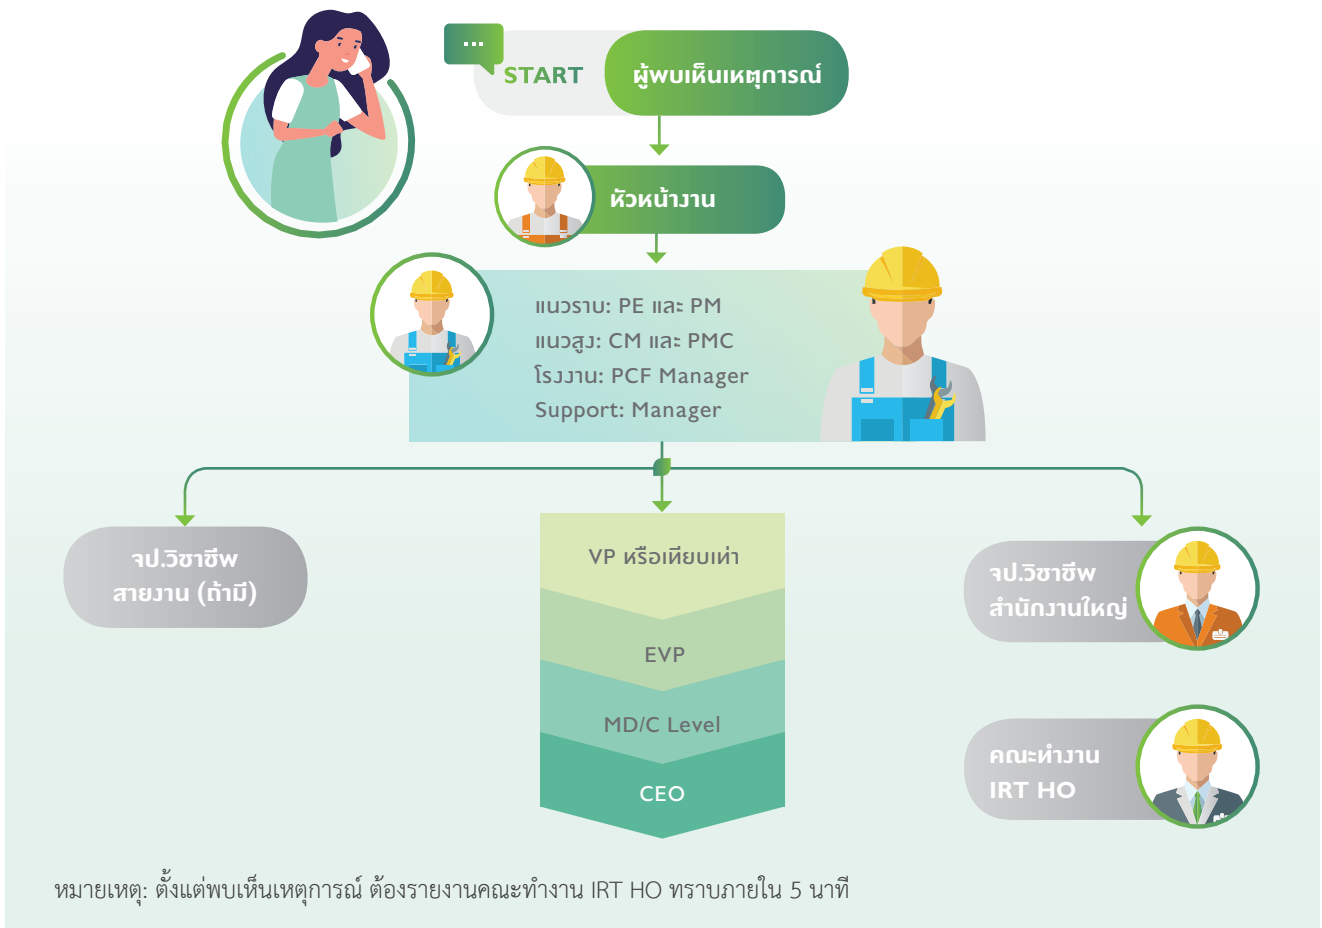 ...
START ผู้พบเห็นเหตุการณ์
หัวหน้างาน
แนวราบ: PE และ PM
แนวสูง: CM และ PMC
โรงงาน: PCF Manager
Support: Manager
จป.วิชาชีพ
สายงาน (ถ้ามี)
VP หรือเทียบเท่า
EVP
MD/C Level
CEO
จป.วิชาชีพ
สำนักงานใหญ่
คณะทำงาน
IRT HO
หมายเหตุ: ตั้งแต่พบเห็นเหตุการณ์ ต้องรายงานคณะทำงาน IRT HO ทราบภายใน 5 นาที